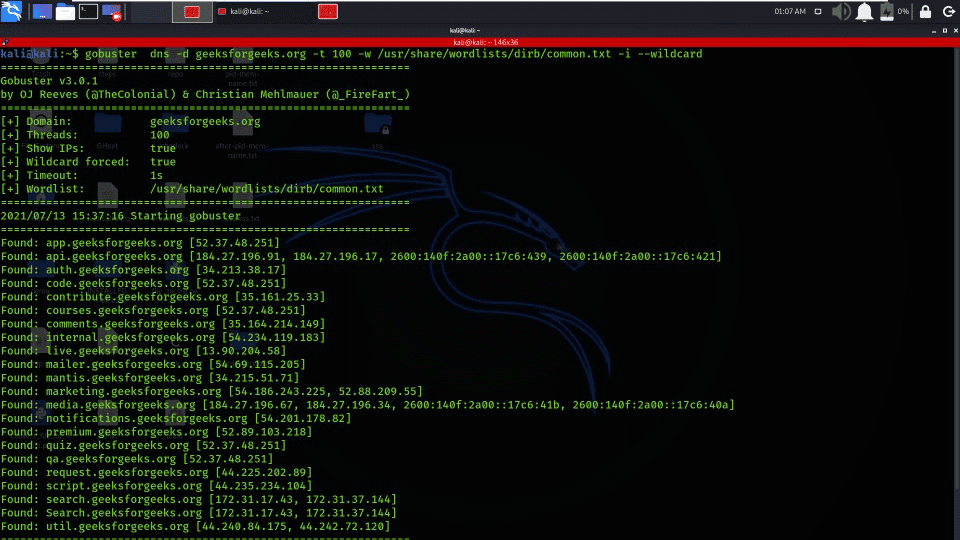 01:07 AM 0%
kali@kali: ~
kali@kali: ~
kali@kali: ~ 146x36
kali@kali:~$ gobuster  dns -d geeksforgeeks.org -t 100 -w /usr/share/wordlists/dirb/common.txt -i --wildcard
===============================================================
Gobuster v3.0.1
by OJ Reeves (@TheColonial) & Christian Mehlmauer (@_FireFart_)
===============================================================
[+] Domain:            geeksforgeeks.org
[+] Threads:           100
[+] Show IPs:          true
[+] Wildcard forced:   true
[+] Timeout:           1s
[+] Wordlist:          /usr/share/wordlists/dirb/common.txt
===============================================================
2021/07/13 15:37:16 Starting gobuster
===============================================================
Found: app.geeksforgeeks.org [52.37.48.251]
Found: api.geeksforgeeks.org [184.27.196.91, 184.27.196.17, 2600:140f:2a00::17c6:439, 2600:140f:2a00::17c6:421]
Found: auth.geeksforgeeks.org [34.213.38.17]
Found: code.geeksforgeeks.org [52.37.48.251]
Found: contribute.geeksforgeeks.org [35.161.25.33]
Found: courses.geeksforgeeks.org [52.37.48.251]
Found: comments.geeksforgeeks.org [35.164.214.149]
Found: internal.geeksforgeeks.org [54.234.119.183]
Found: live.geeksforgeeks.org [13.90.204.58]
Found: mailer.geeksforgeeks.org [54.69.115.205]
Found: mantis.geeksforgeeks.org [34.215.51.71]
Found: marketing.geeksforgeeks.org [54.186.243.225, 52.88.209.55]
Found: media.geeksforgeeks.org [184.27.196.67, 184.27.196.34, 2600:140f:2a00::17c6:41b, 2600:140f:2a00::17c6:40a]
Found: notifications.geeksforgeeks.org [54.201.178.82]
Found: premium.geeksforgeeks.org [52.89.103.218]
Found: quiz.geeksforgeeks.org [52.37.48.251]
Found: qa.geeksforgeeks.org [52.37.48.251]
Found: request.geeksforgeeks.org [44.225.202.89]
Found: script.geeksforgeeks.org [44.235.234.104]
Found: search.geeksforgeeks.org [172.31.17.43, 172.31.37.144]
Found: Search.geeksforgeeks.org [172.31.17.43, 172.31.37.144]
Found: util.geeksforgeeks.org [44.240.84.175, 44.242.72.120]
===============================================================